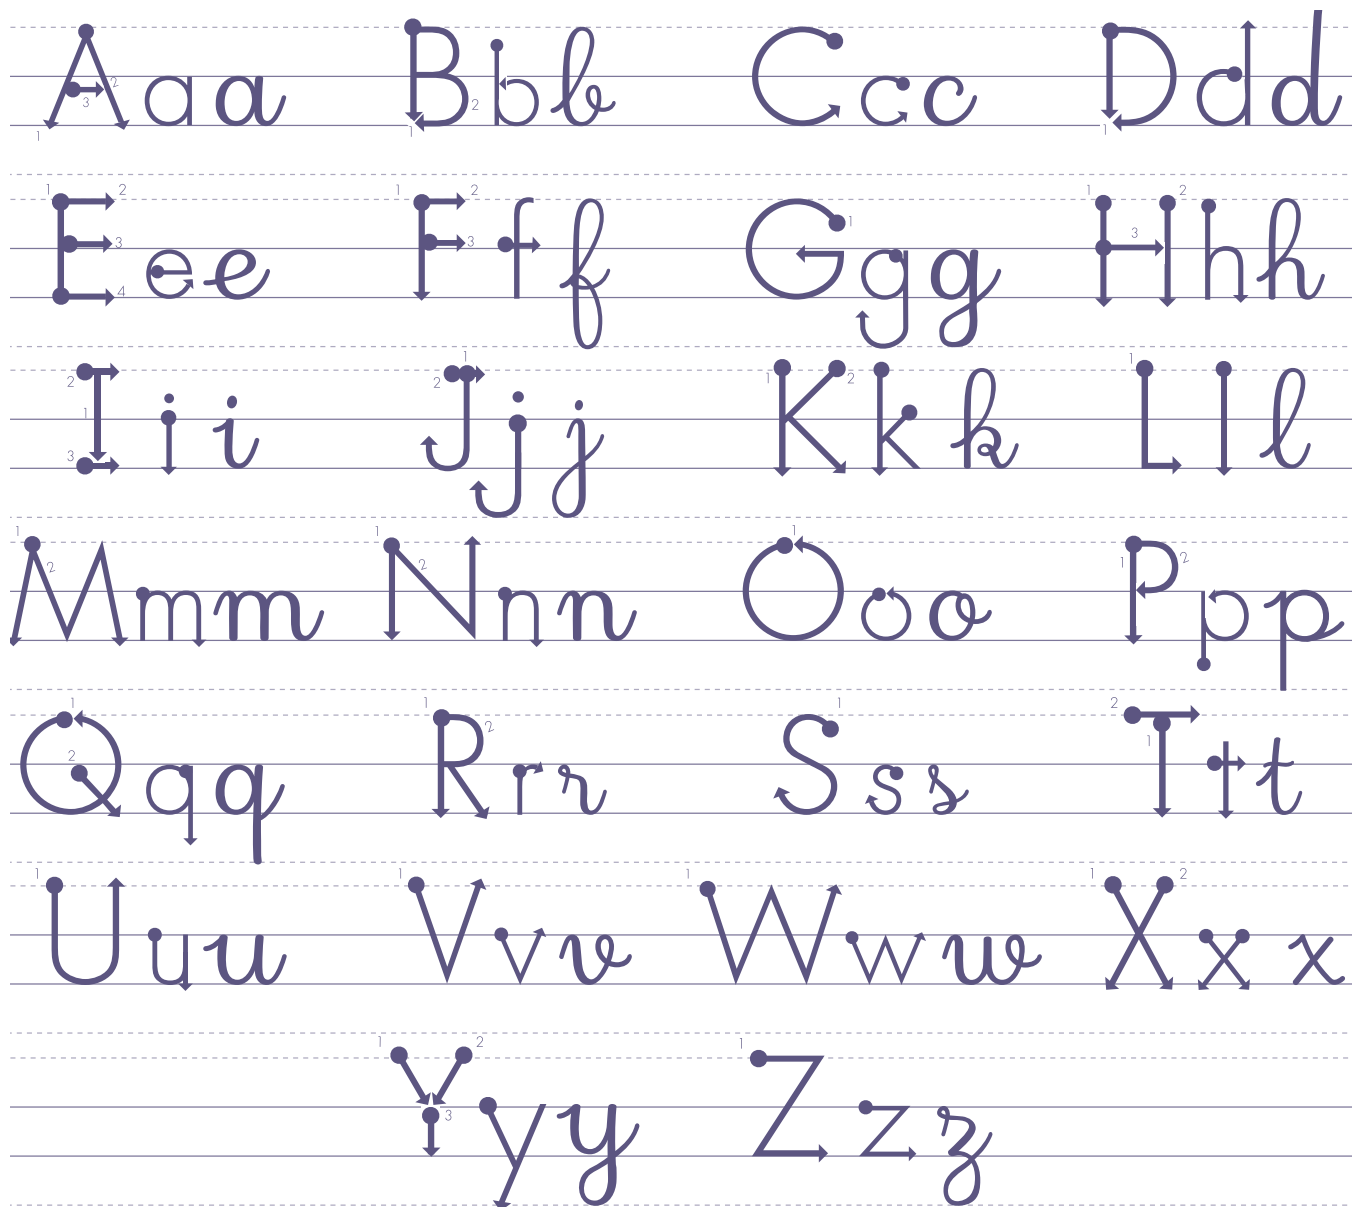 Aaa Bbb Ccc Ddd
Eee Fff Ggg Hhh
Iii Jjj Kkk Lll
Mmm Nnn Ooo Ppp
Qqq Rrr Sss Ttt
Uuu Vvv Www Xxx
Yyy Zzz